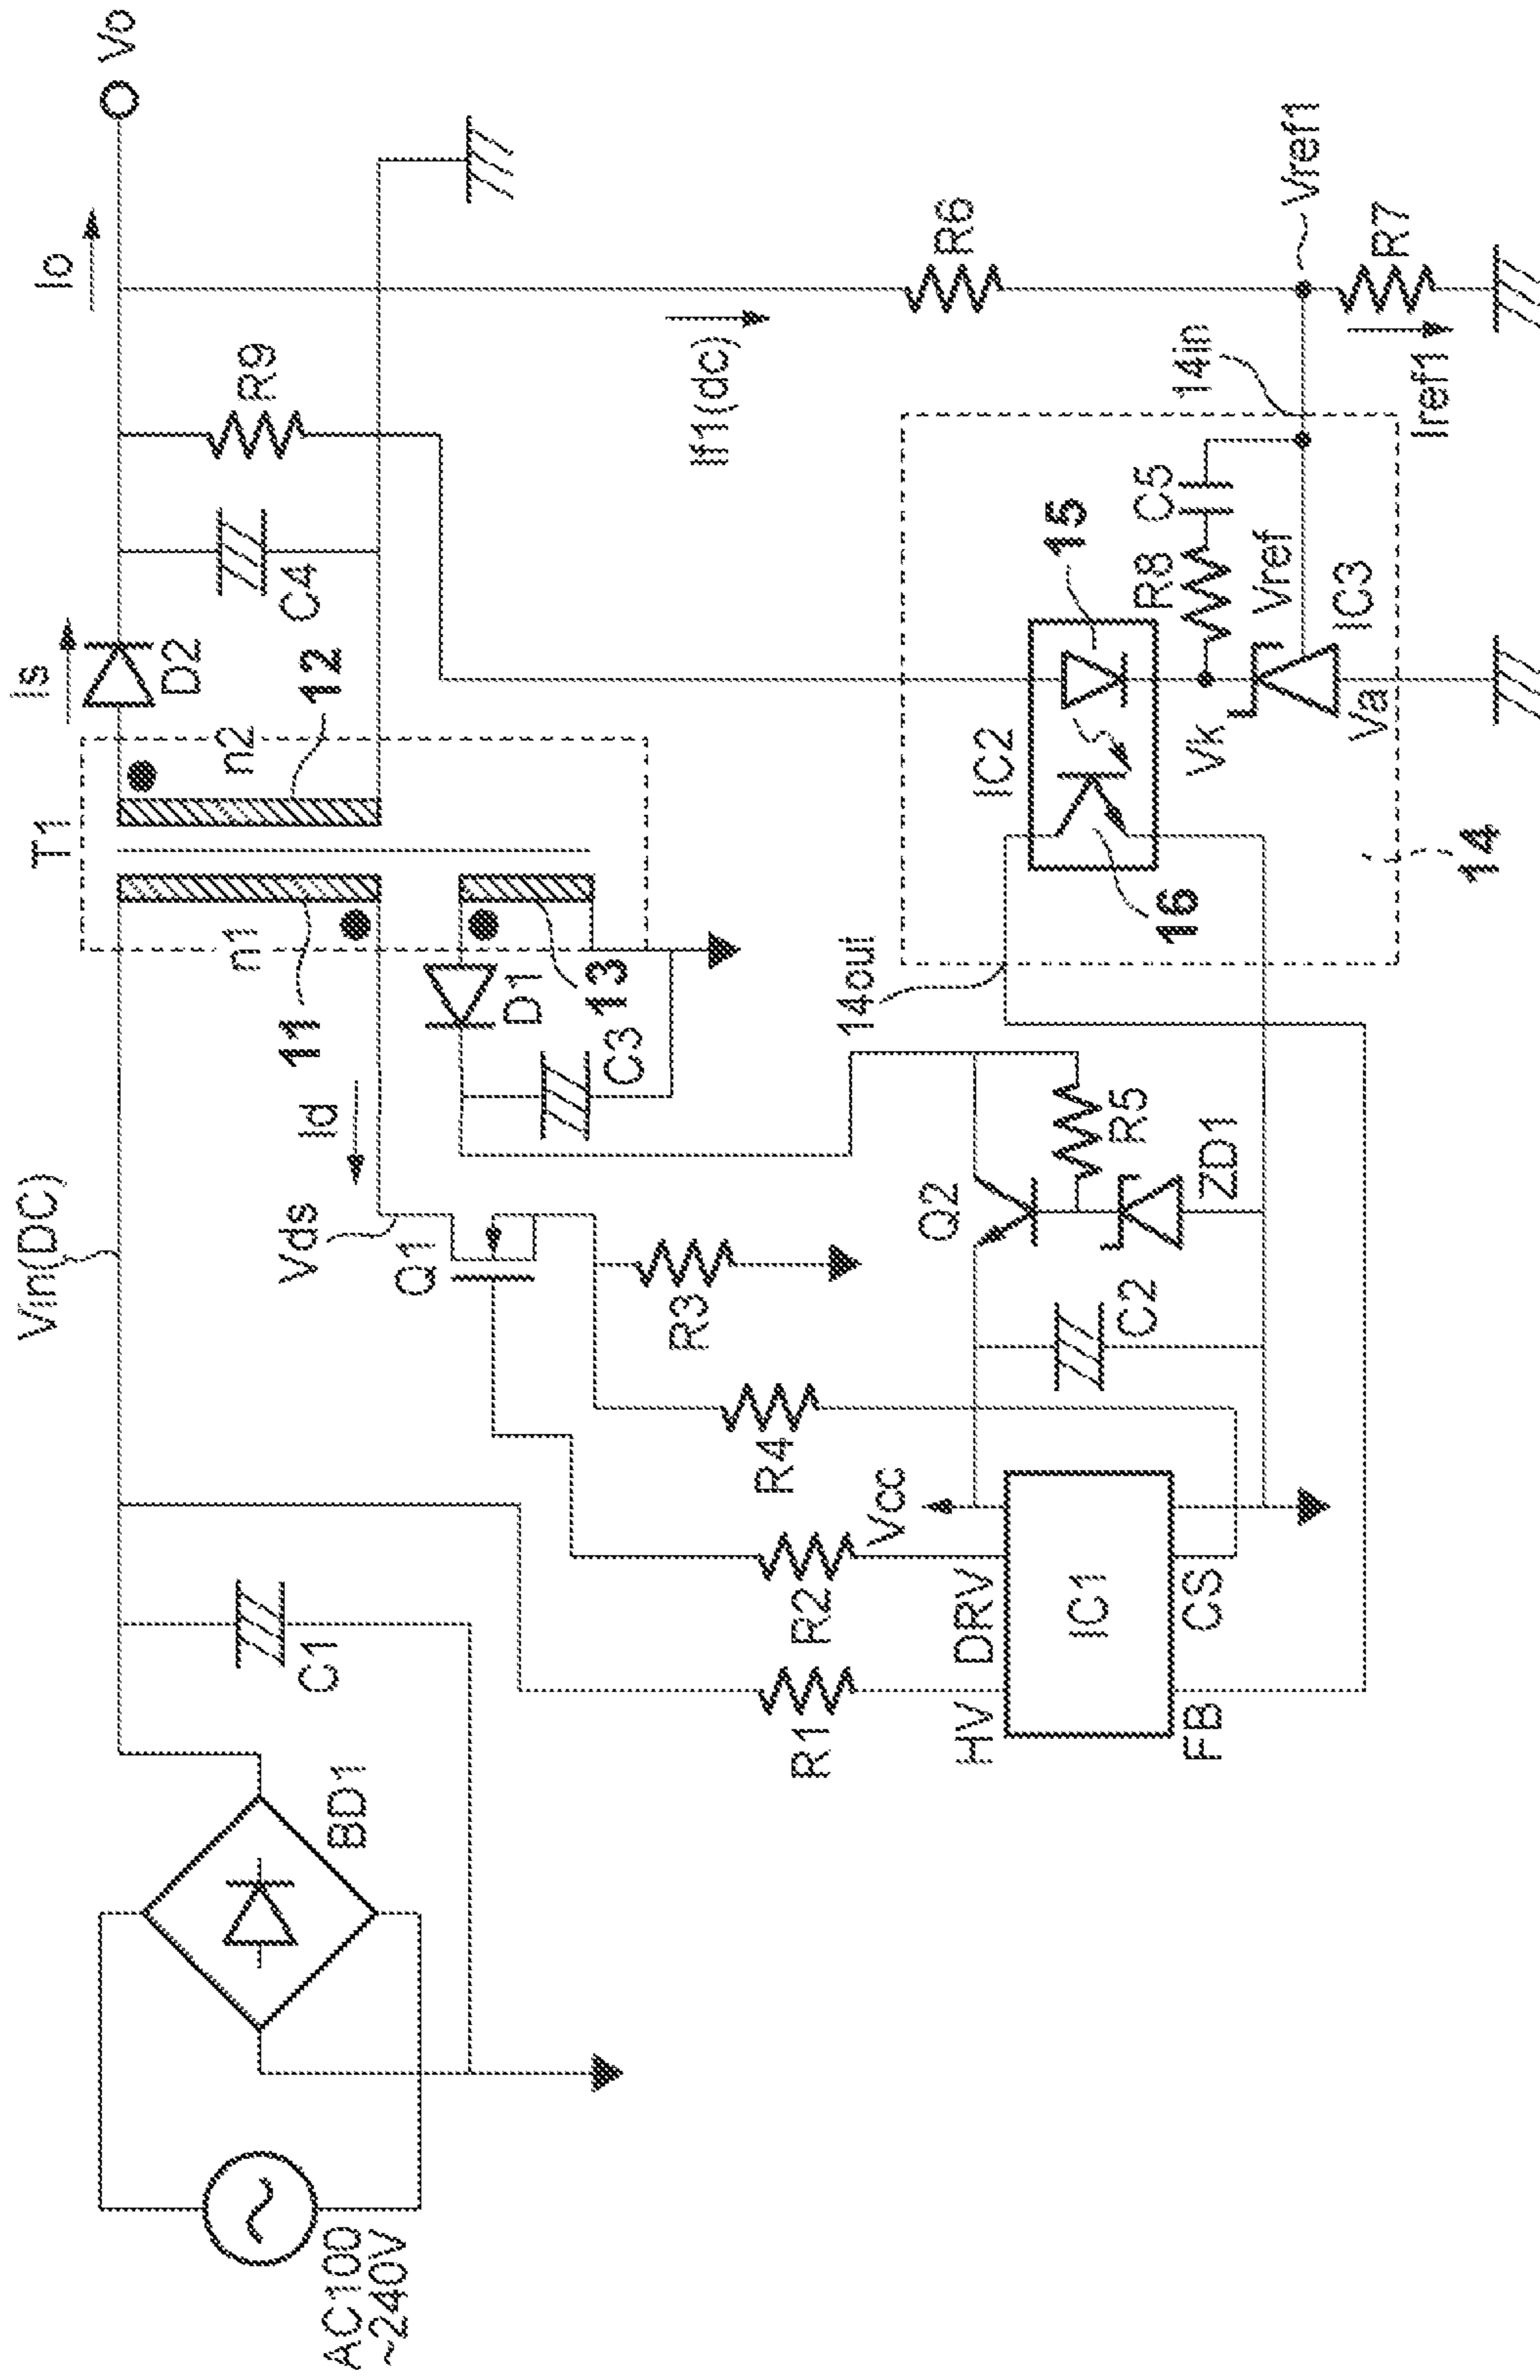 AC100
~240V
BD1
C1
Vin(DC)
R1
R2
HV
DRV
Vcc
IC1
FB
CS
R4
R3
Q1
Vds
Id
11
n1
T1
n2
12
13
D1
C3
Q2
R5
ZD1
C2
Is
D2
C4
R9
Io
Vo
If1(dc)
R6
Vref1
R7
Iref1
14in
14out
IC2
15
16
R8
C5
Vk
Vref
IC3
Va
14